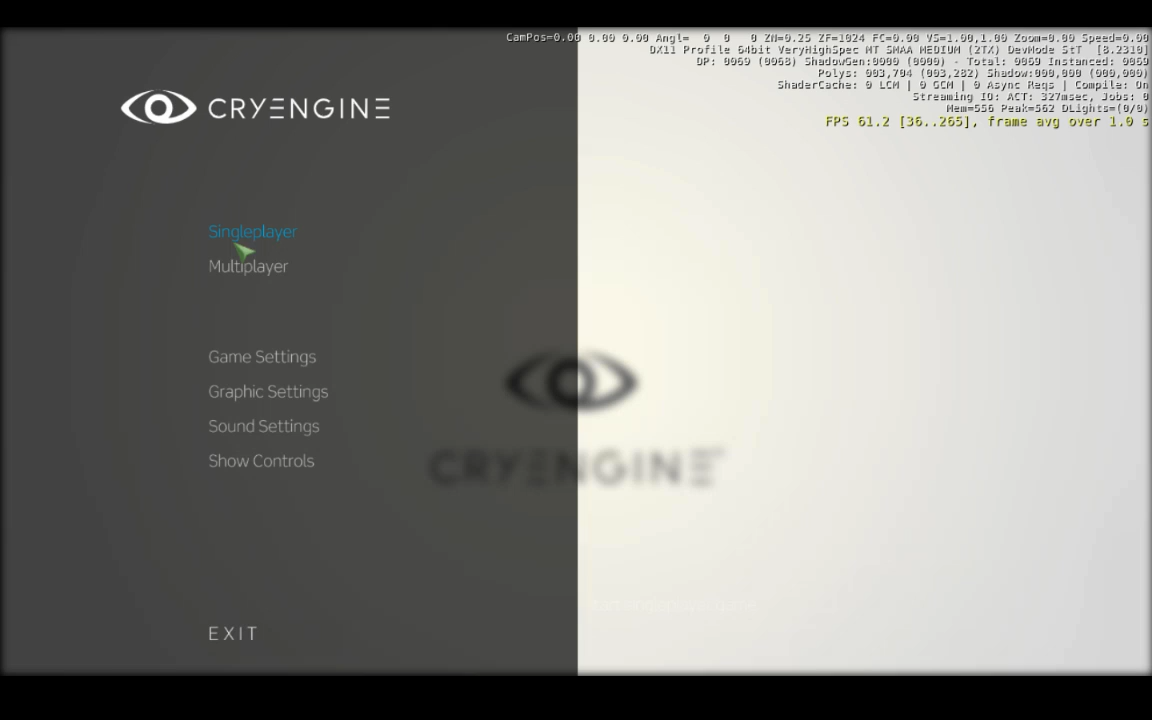 CamPos=0.00 0.00 0.00 Angl= 0 0 0 ZN=0.25 ZF=1024 FC=0.00 VS=1.00,1.00 Zoom=0.00 Speed=0.00
DX11 Profile 64bit VeryHighSpec MT SMAA MEDIUM (2TX) DevMode StT [8.2310]
DP: 0069 (0068) ShadowGen:0000 (0000) - Total: 0069 Instanced: 0069
Polys: 003,704 (003,282) Shadow:000,000 (000,000)
ShaderCache: 0 LCM | 0 GCM | 0 Async Reqs | Compile: On
Streaming IO: ACT: 327msec, Jobs: 0
Mem=556 Peak=562 DLights=(0/0)
FPS 61.2 [36..265], frame avg over 1.0 s
CRYENGINE
Singleplayer
Multiplayer
Game Settings
Graphic Settings
Sound Settings
Show Controls
CRYENGINE
EXIT